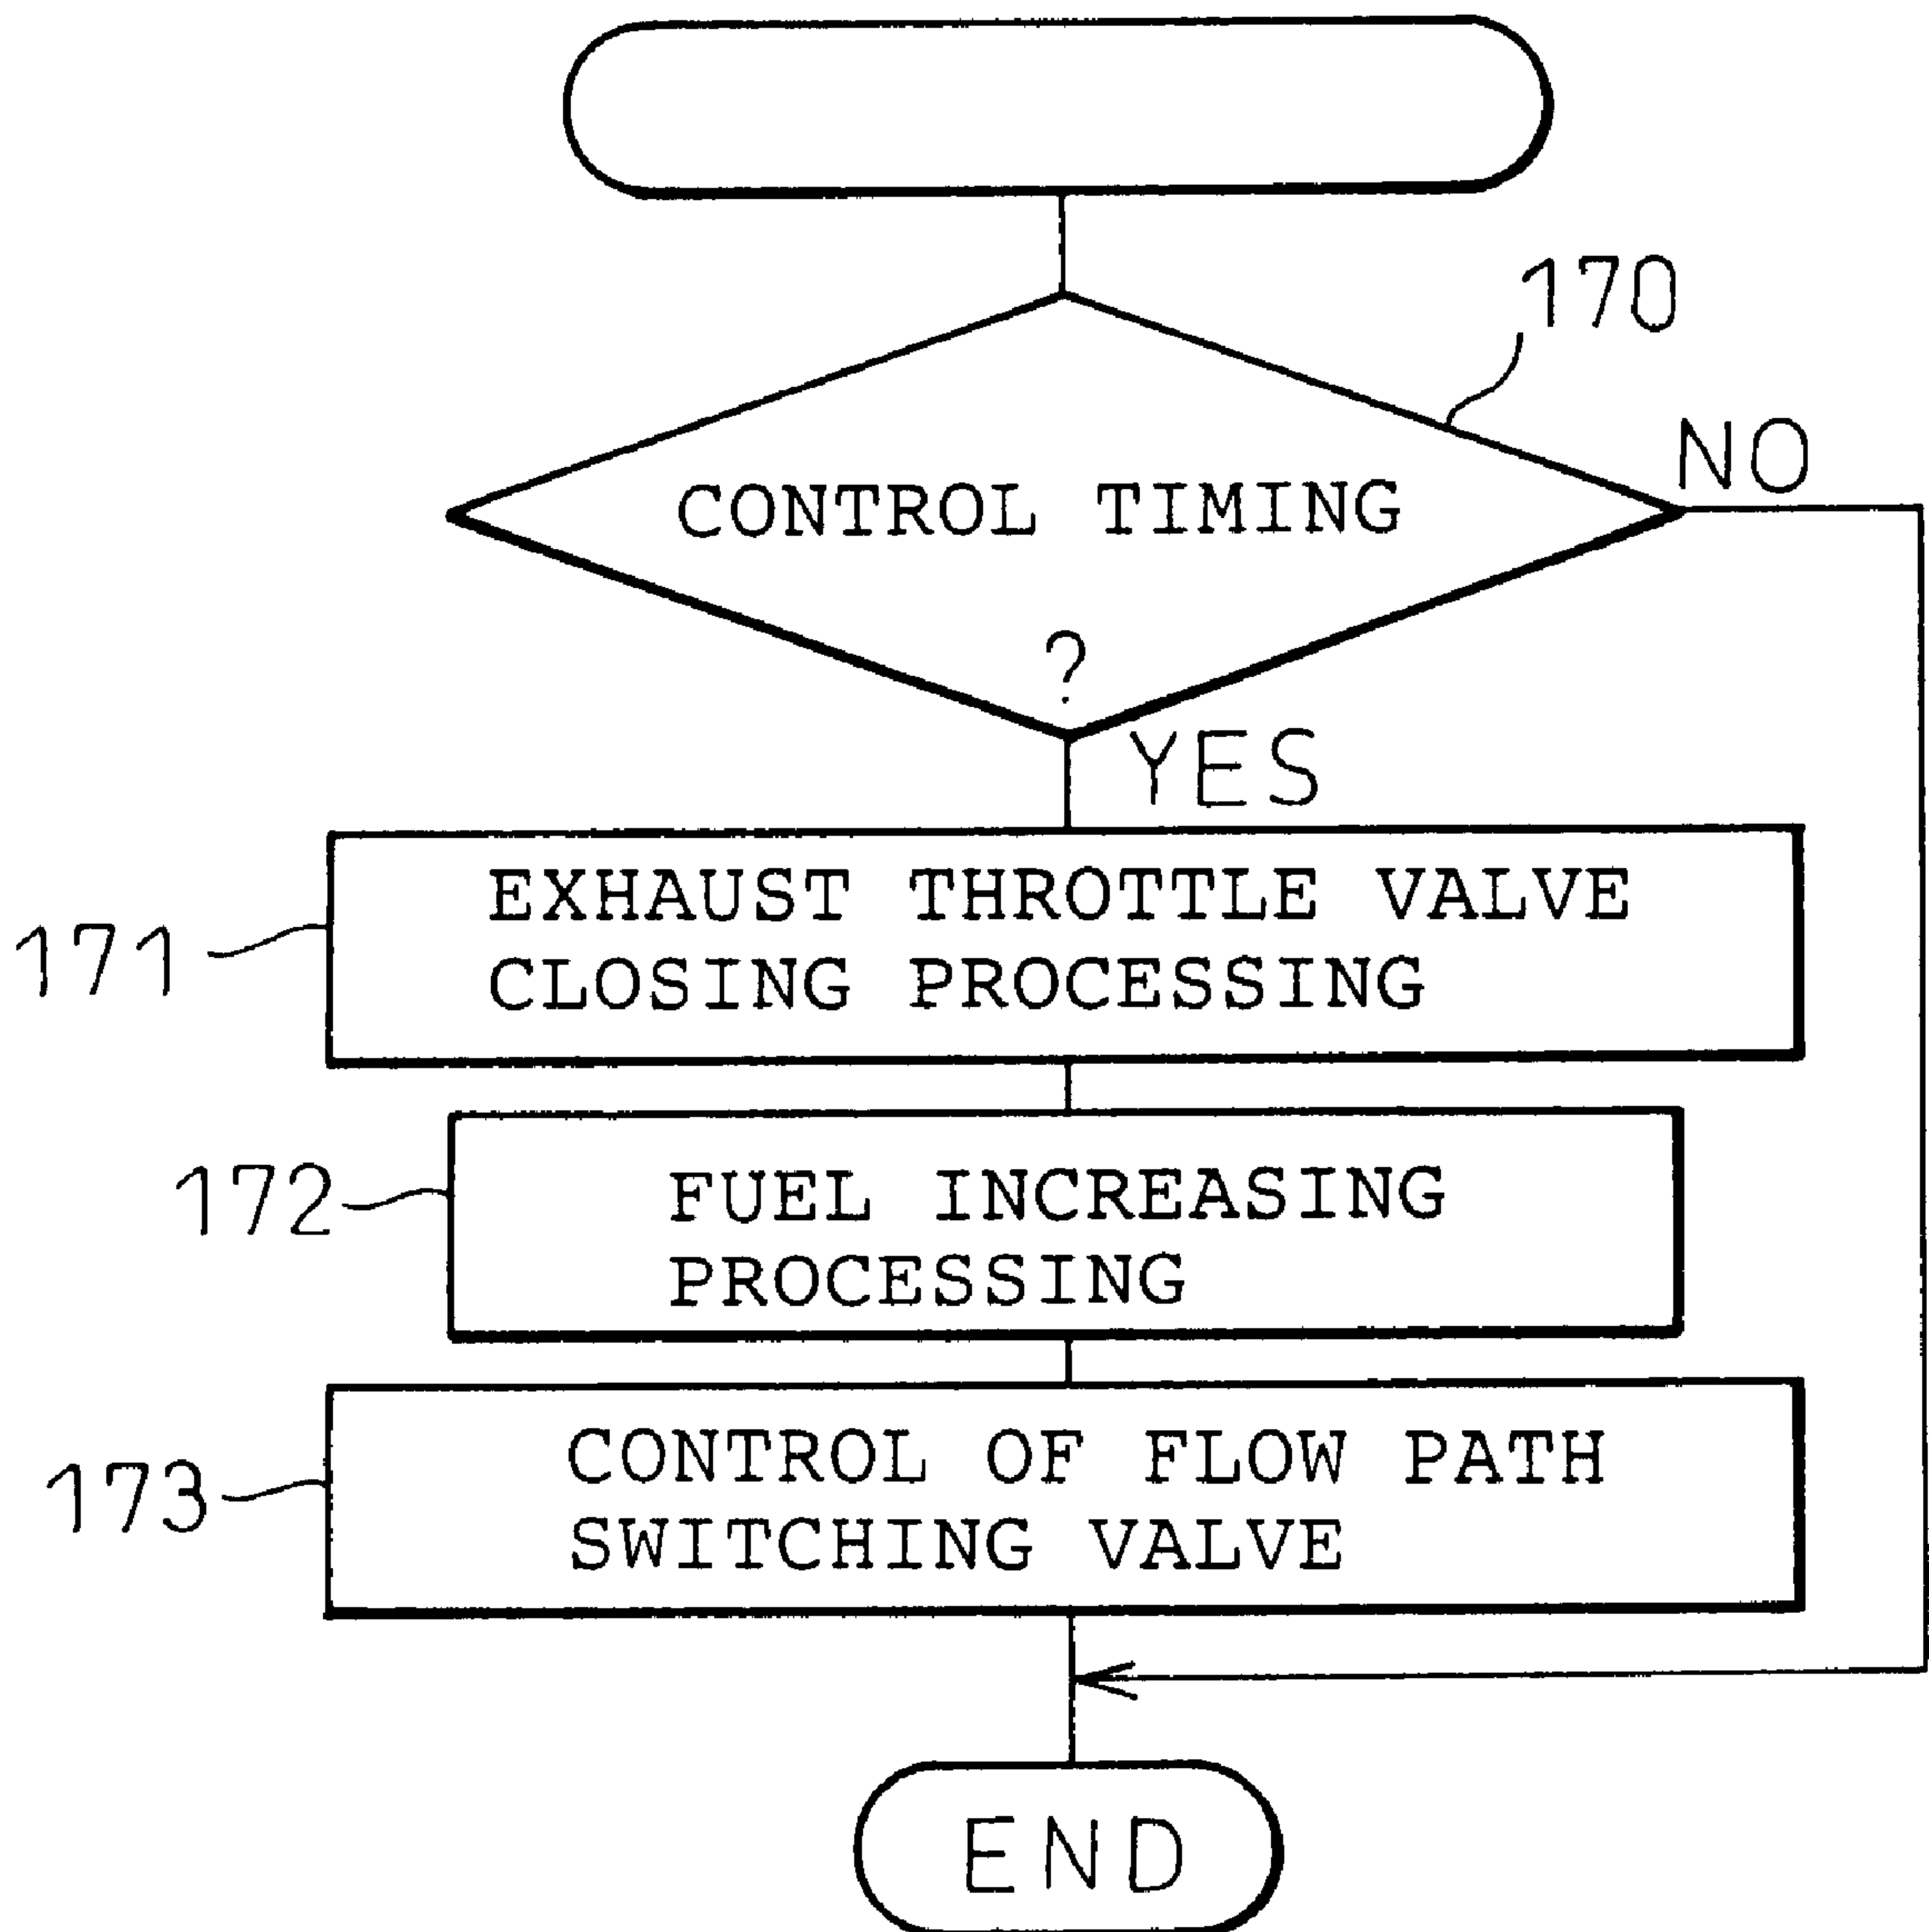 170
NO
CONTROL TIMING
?
YES
EXHAUST THROTTLE VALVE
CLOSING PROCESSING
171
FUEL INCREASING
PROCESSING
172
CONTROL OF FLOW PATH
SWITCHING VALVE
173
END